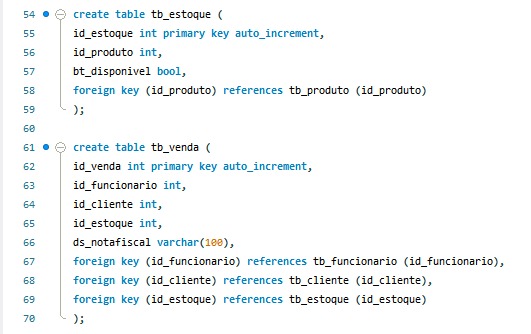 54 create table tb_estoque (
55 id_estoque int primary key auto_increment,
56 id_produto int,
57 bt_disponivel bool,
58 foreign key (id_produto) references tb_produto (id_produto)
59 );
60
61 create table tb_venda (
62 id_venda int primary key auto_increment,
63 id_funcionario int,
64 id_cliente int,
65 id_estoque int,
66 ds_notafiscal varchar(100),
67 foreign key (id_funcionario) references tb_funcionario (id_funcionario),
68 foreign key (id_cliente) references tb_cliente (id_cliente),
69 foreign key (id_estoque) references tb_estoque (id_estoque)
70 );